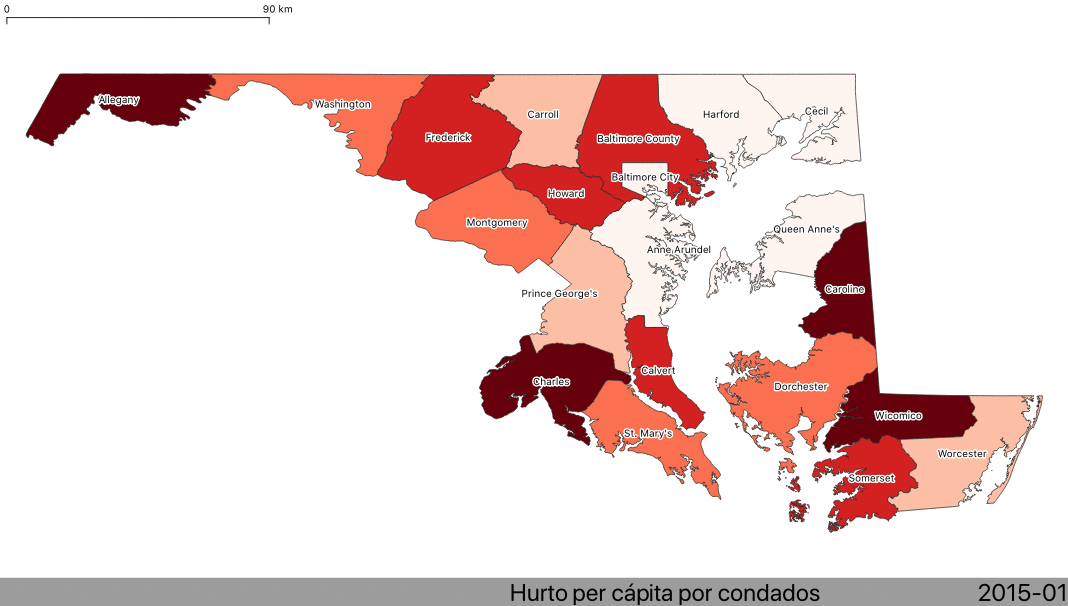 0 90 km
Allegany
Washington
Frederick
Carroll
Baltimore County
Harford
Cecil
Baltimore City
Howard
Montgomery
Anne Arundel
Queen Anne's
Prince George's
Caroline
Calvert
Charles
Dorchester
St. Mary's
Wicomico
Worcester
Somerset
Hurto per cápita por condados 2015-01